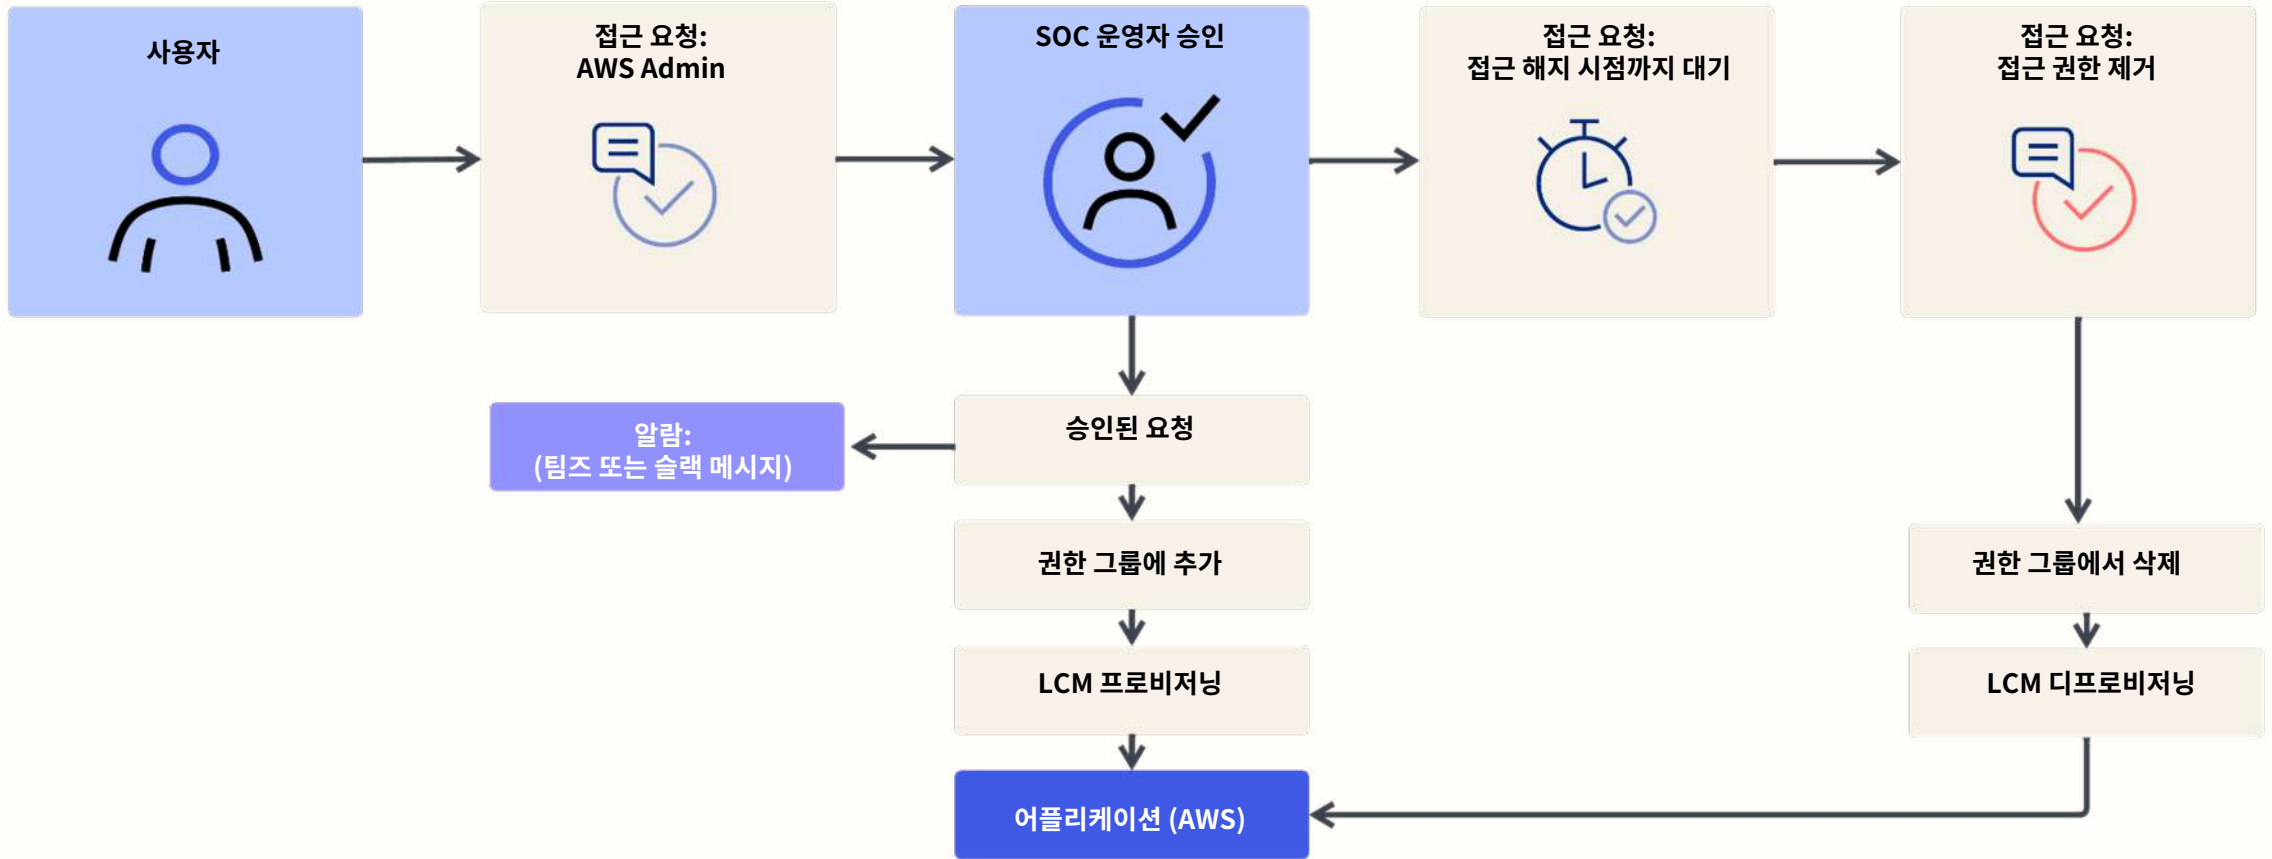 사용자
접근 요청:
AWS Admin
SOC 운영자 승인
접근 요청:
접근 해지 시점까지 대기
접근 요청:
접근 권한 제거
알람:
(팀즈 또는 슬랙 메시지)
승인된 요청
권한 그룹에 추가
권한 그룹에서 삭제
LCM 프로비저닝
LCM 디프로비저닝
어플리케이션 (AWS)